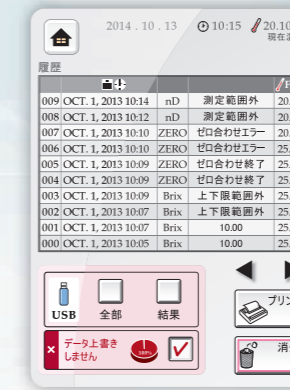 2014 . 10 . 13 10:15 20.10
現在
履歴
009 OCT. 1, 2013 10:14 nD 測定範囲外 20.
008 OCT. 1, 2013 10:12 nD 測定範囲外 20.
007 OCT. 1, 2013 10:10 ZERO ゼロ合わせエラー 20.
006 OCT. 1, 2013 10:10 ZERO ゼロ合わせエラー 25.
005 OCT. 1, 2013 10:09 ZERO ゼロ合わせ終了 25.
004 OCT. 1, 2013 10:09 ZERO ゼロ合わせ終了 25.
003 OCT. 1, 2013 10:09 Brix 上下限範囲外 25.
002 OCT. 1, 2013 10:07 Brix 上下限範囲外 25.
001 OCT. 1, 2013 10:07 Brix 10.00 25.
000 OCT. 1, 2013 10:05 Brix 10.00 25.
USB 全部 結果
プリン
データ上書き
しません
100%
消